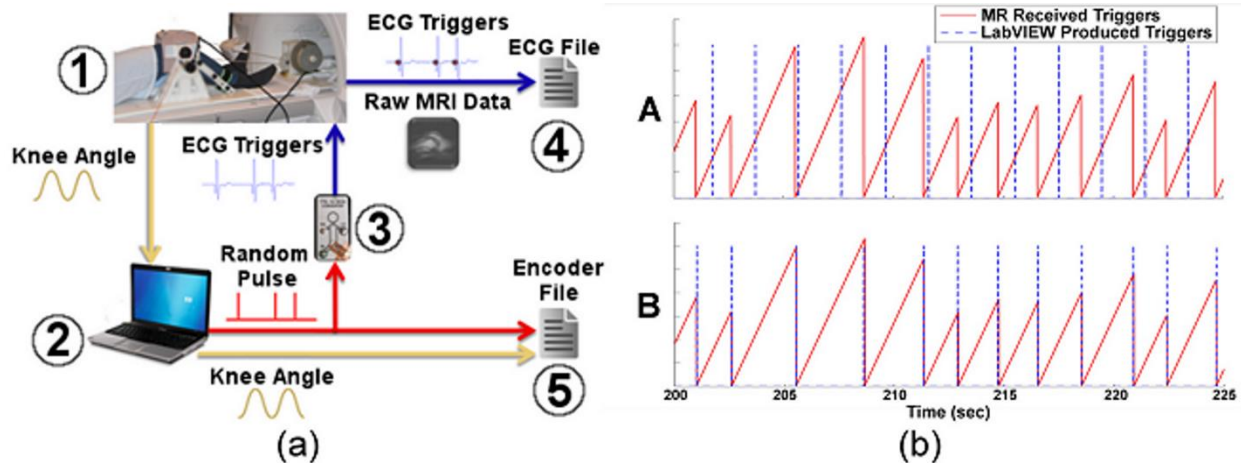 1
ECG Triggers
ECG File
Raw MRI Data
4
Knee Angle
ECG Triggers
3
Random
Pulse
Encoder
File
2
Knee Angle
5
(a)
MR Received Triggers
LabVIEW Produced Triggers
A
B
200
205
210
215
220
225
Time (sec)
(b)